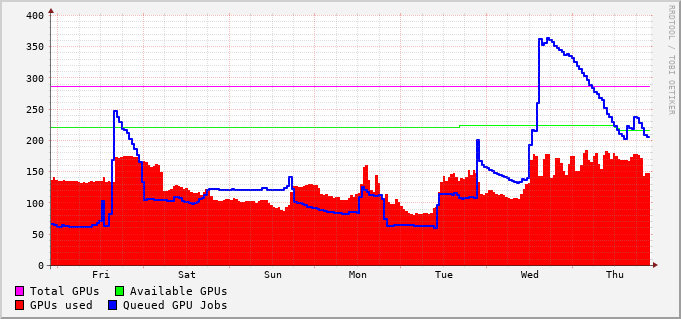 400
350
300
250
200
150
100
50
0
Fri Sat Sun Mon Tue Wed Thu
Total GPUs Available GPUs
GPUs used Queued GPU Jobs
RRDTOOL / TOBI OETIKER